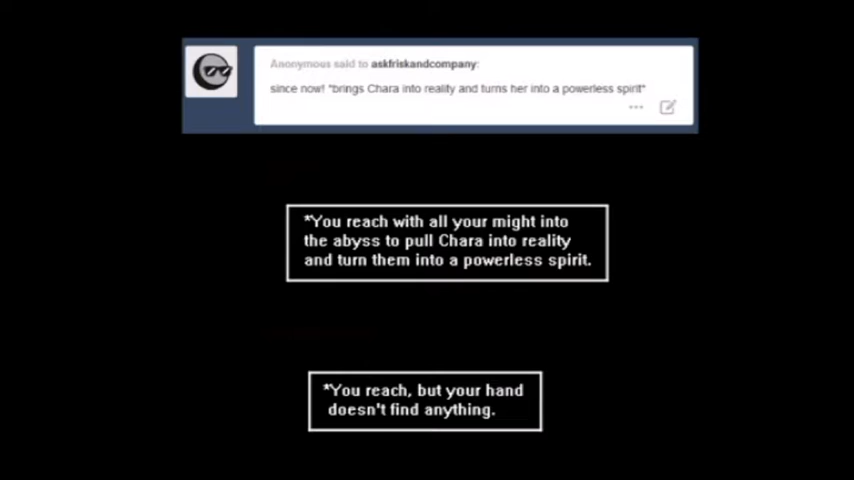 Anonymous said to askfriskandcompany:
since now! *brings Chara into reality and turns her into a powerless spirit*
*You reach with all your might into
the abyss to pull Chara into reality
and turn them into a powerless spirit.
*You reach, but your hand
doesn't find anything.